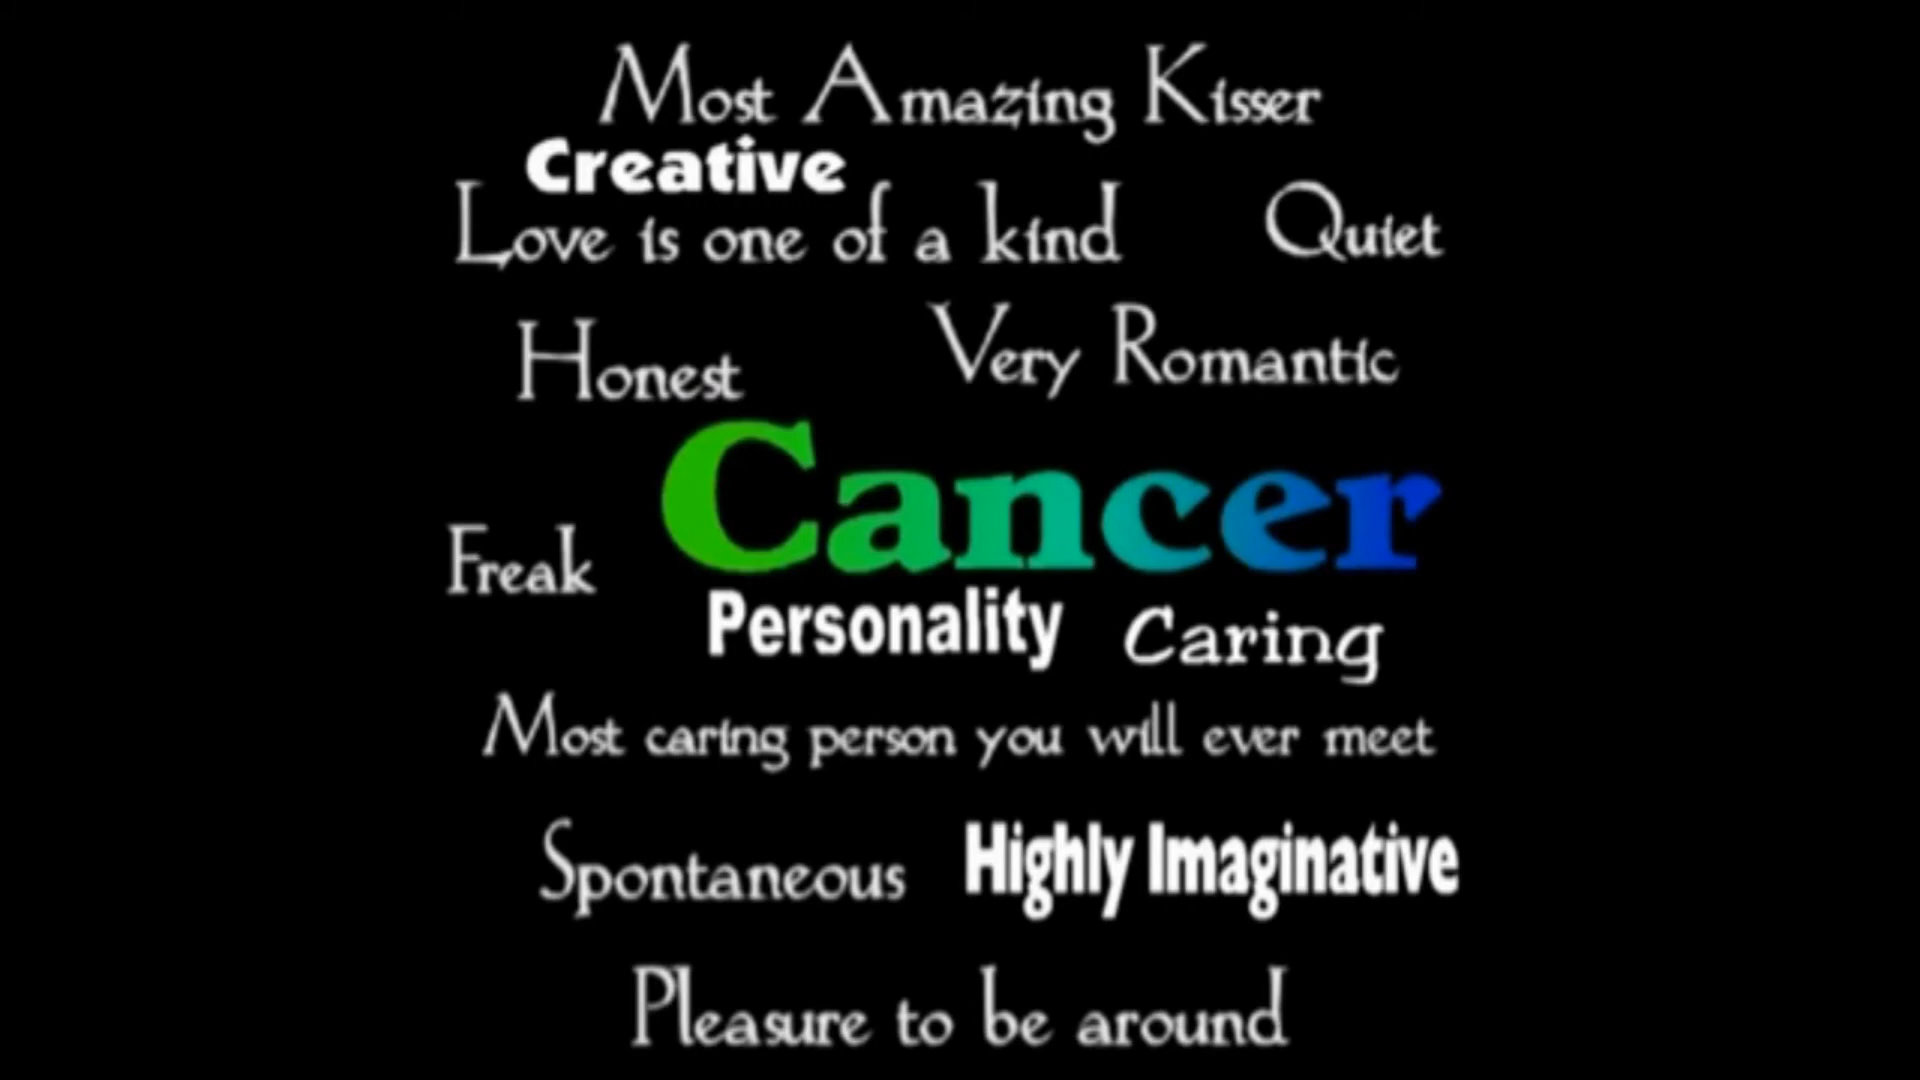 Most Amazing Kisser
Creative
Love is one of a kind Quiet
Honest Very Romantic
Cancer
Freak
Personality Caring
Most caring person you will ever meet
Spontaneous Highly Imaginative
Pleasure to be around